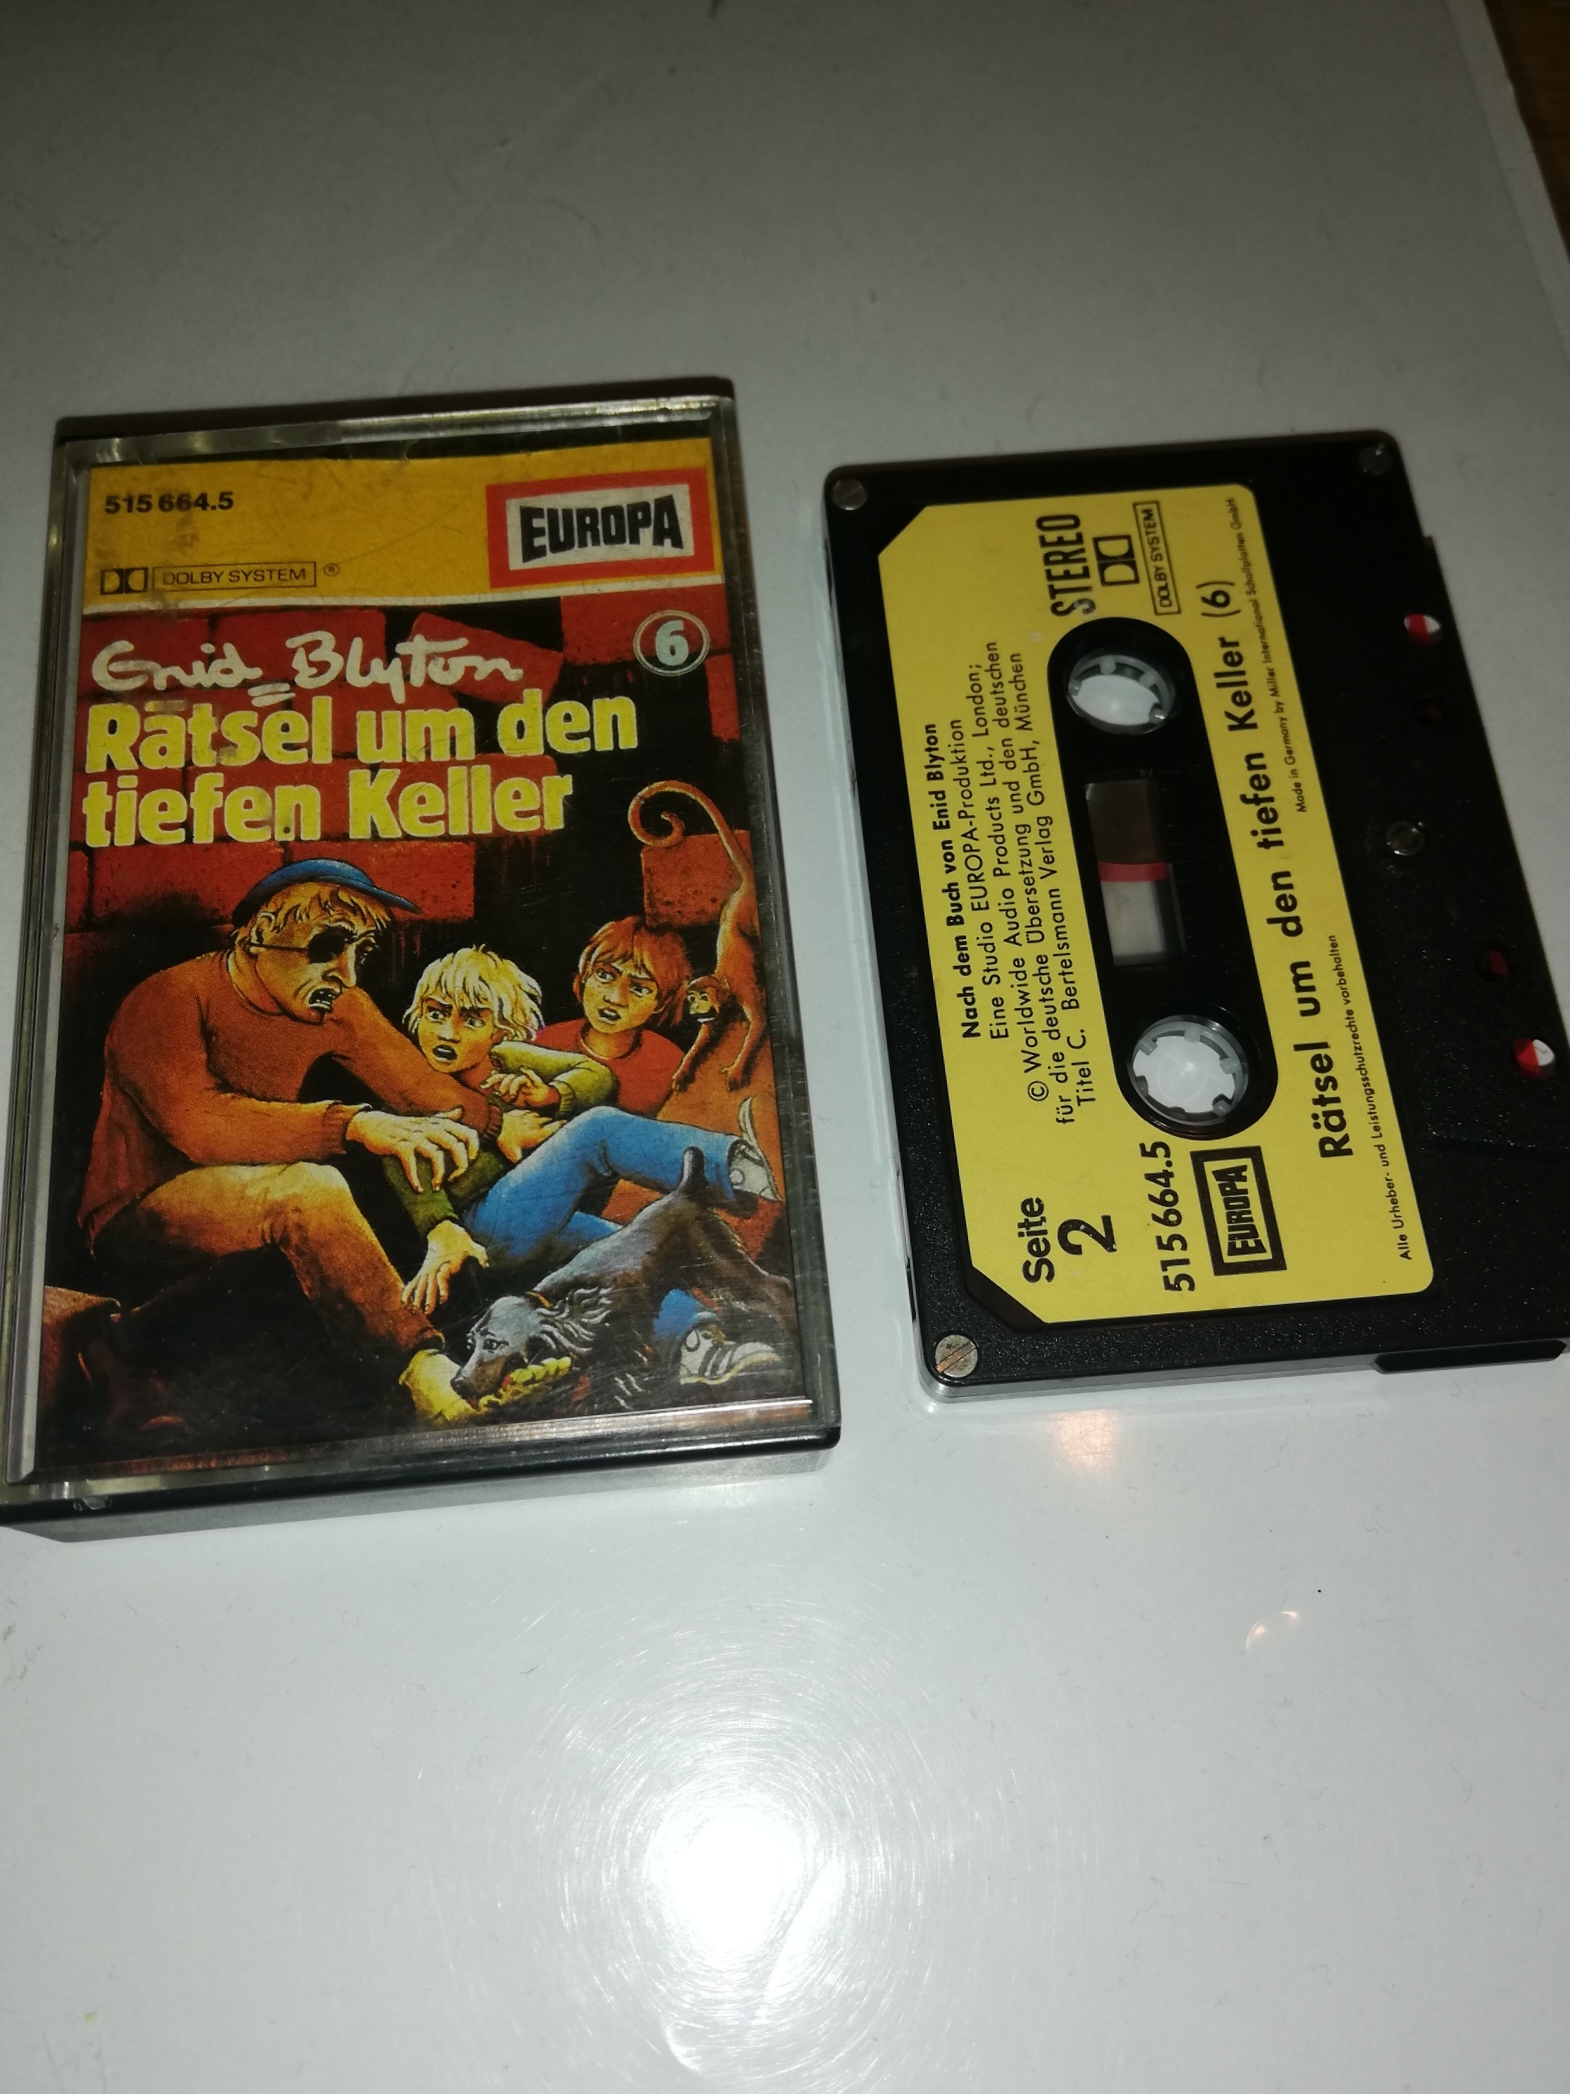 515 664.5
EUROPA
DOLBY SYSTEM ®
Enid Blyton
6
Rätsel um den
tiefen Keller
Nach dem Buch von Enid Blyton
Eine Studio EUROPA-Produktion
© Worldwide Audio Products Ltd., London;
für die deutsche Übersetzung und den deutschen
Titel C. Bertelsmann Verlag GmbH, München
Seite
2
STEREO
DOLBY SYSTEM
515 664.5
EUROPA
Rätsel um den tiefen Keller (6)
Alle Urheber- und Leistungsschutzrechte vorbehalten
Made in Germany by Miller International Schallplatten GmbH